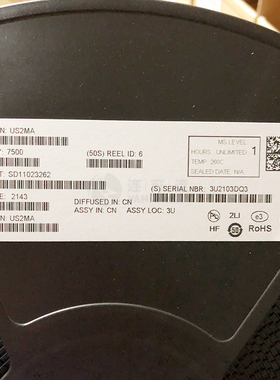 N: US2MA
MS LEVEL
HOURS: UNLIMITED
1
TEMP: 260C
SEALED DATE: N/A
: 7500
(50S) REEL ID: 6
T: SD11023262
(S) SERIAL NBR: 3U2103DQ3
E: 2143
DIFFUSED IN: CN
ASSY IN: CN
ASSY LOC: 3U
N: US2MA
2LI
e3
HF
50
RoHS